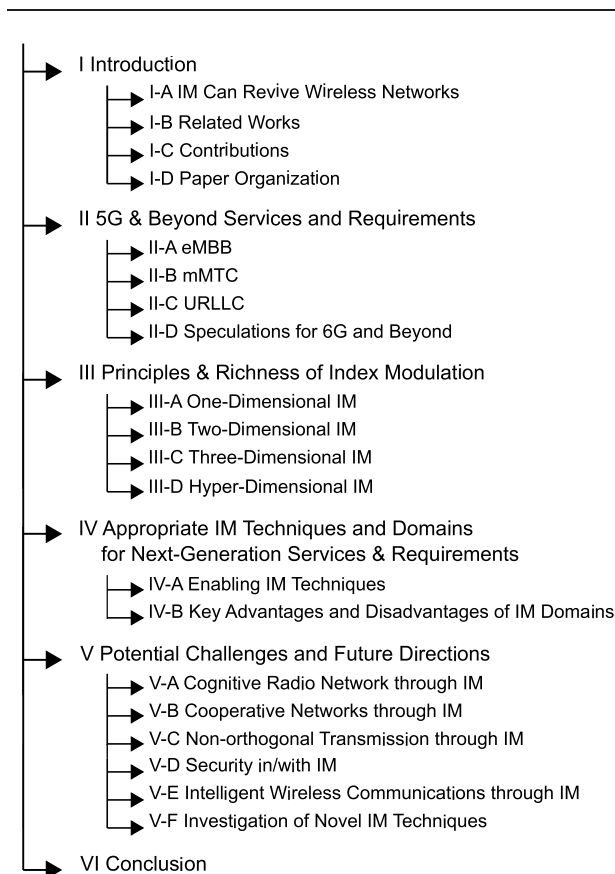 I Introduction
I-A IM Can Revive Wireless Networks
I-B Related Works
I-C Contributions
I-D Paper Organization
II 5G & Beyond Services and Requirements
II-A eMBB
II-B mMTC
II-C URLLC
II-D Speculations for 6G and Beyond
III Principles & Richness of Index Modulation
III-A One-Dimensional IM
III-B Two-Dimensional IM
III-C Three-Dimensional IM
III-D Hyper-Dimensional IM
IV Appropriate IM Techniques and Domains
for Next-Generation Services & Requirements
IV-A Enabling IM Techniques
IV-B Key Advantages and Disadvantages of IM Domains
V Potential Challenges and Future Directions
V-A Cognitive Radio Network through IM
V-B Cooperative Networks through IM
V-C Non-orthogonal Transmission through IM
V-D Security in/with IM
V-E Intelligent Wireless Communications through IM
V-F Investigation of Novel IM Techniques
VI Conclusion